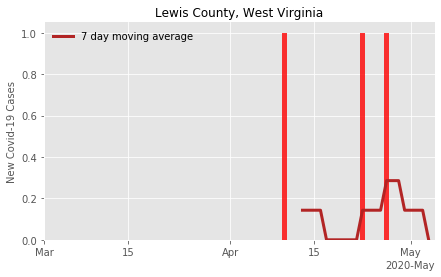 Lewis County, West Virginia
7 day moving average
New Covid-19 Cases
1.0
0.8
0.6
0.4
0.2
0.0
Mar 15 Apr 15 May
2020-May